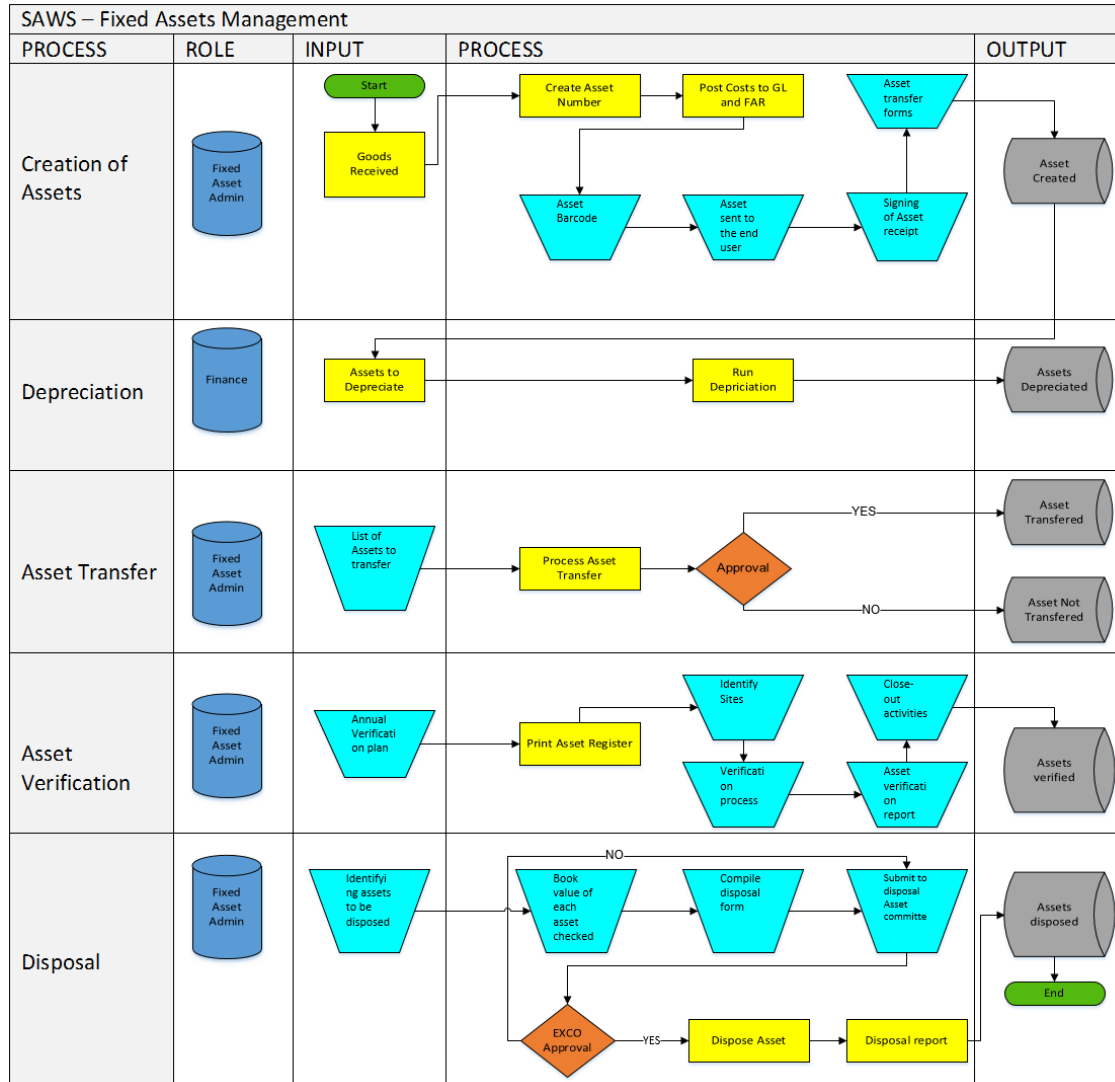 SAWS – Fixed Assets Management
PROCESS
ROLE
INPUT
PROCESS
OUTPUT
Creation of
Assets
Fixed
Asset
Admin
Start
Goods
Received
Create Asset
Number
Post Costs to GL
and FAR
Asset
Barcode
Asset
sent to
the end
user
Signing
of Asset
receipt
Asset
transfer
forms
Asset
Created
Depreciation
Finance
Assets to
Depreciate
Run
Depriciation
Assets
Depreciated
Asset Transfer
Fixed
Asset
Admin
List of
Assets to
transfer
Process Asset
Transfer
Approval
YES
NO
Asset
Transfered
Asset Not
Transfered
Asset
Verification
Fixed
Asset
Admin
Annual
Verificati
on plan
Print Asset Register
Identify
Sites
Verificati
on
process
Asset
verificati
on
report
Close-
out
activities
Assets
verified
Disposal
Fixed
Asset
Admin
Identifyi
ng assets
to be
disposed
Book
value of
each
asset
checked
Compile
disposal
form
Submit to
disposal
Asset
committe
NO
EXCO
Approval
YES
Dispose Asset
Disposal report
Assets
disposed
End